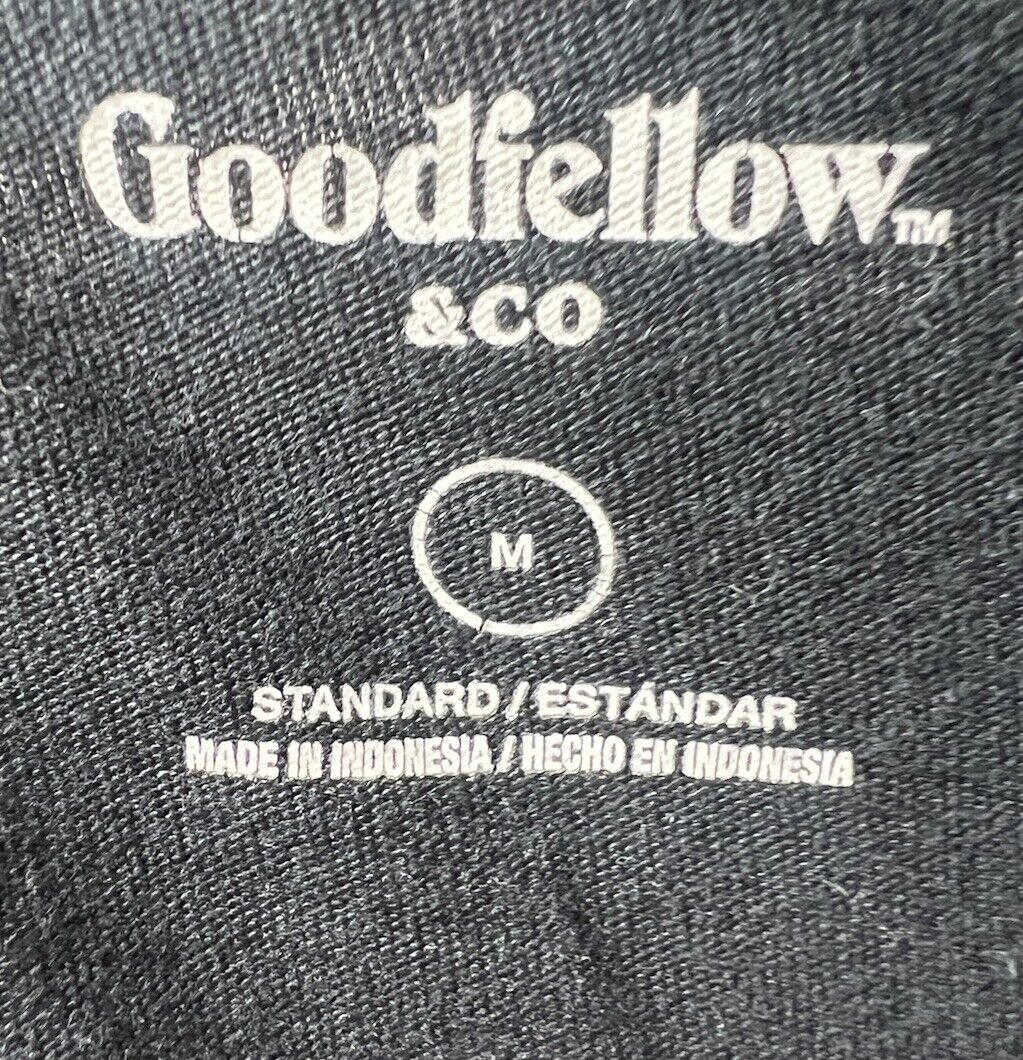 Goodfellow™
&CO
M
STANDARD/ESTÁNDAR
MADE IN INDONESIA/HECHO EN INDONESIA